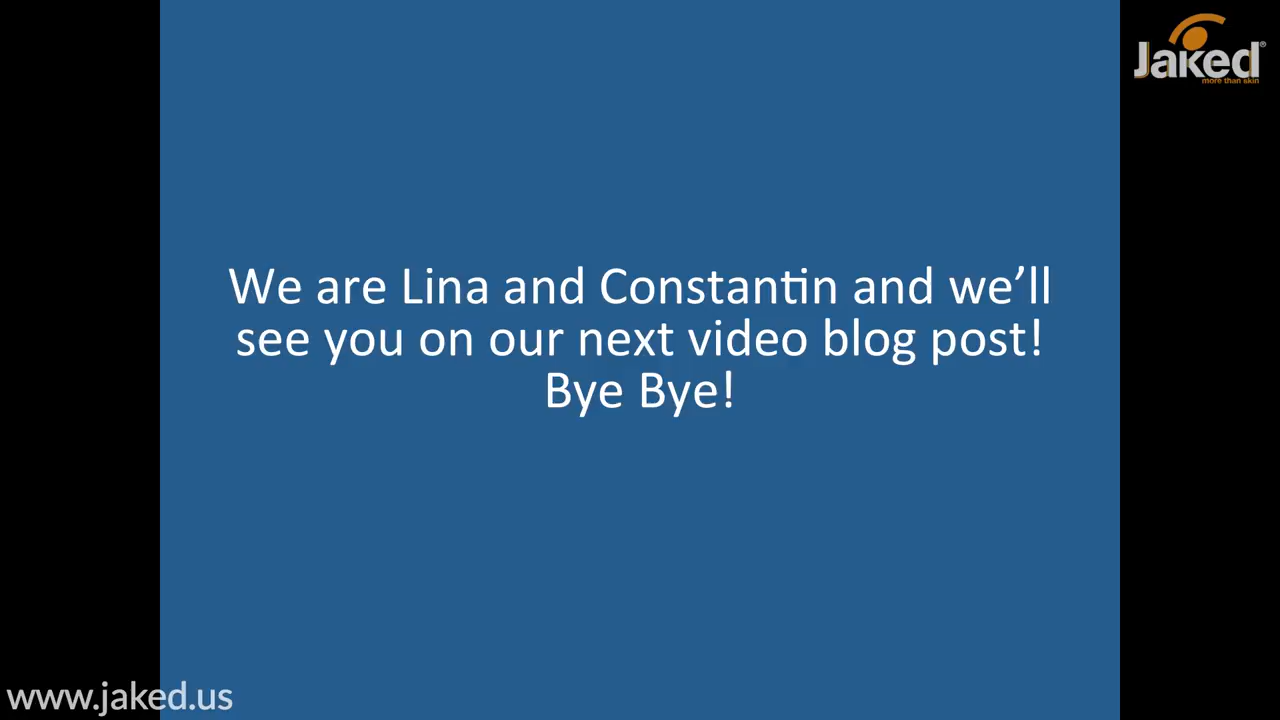 Jaked®
more than skin
We are Lina and Constantin and we’ll
see you on our next video blog post!
Bye Bye!
www.jaked.us